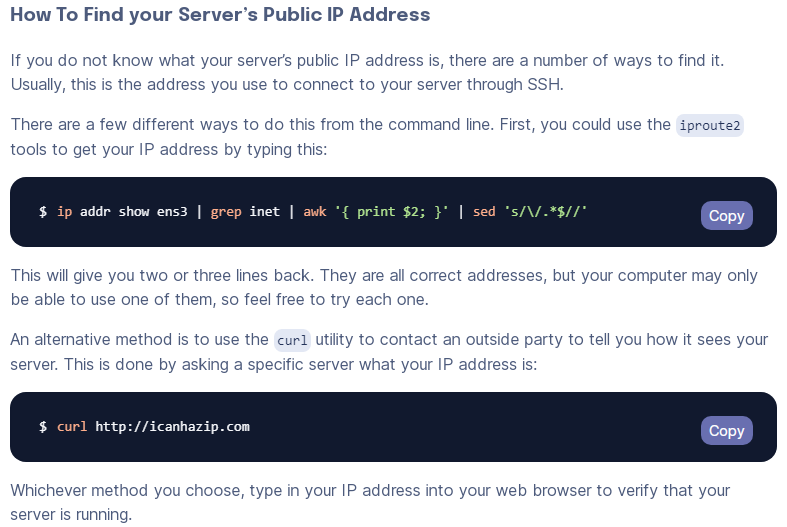 How To Find your Server’s Public IP Address
If you do not know what your server’s public IP address is, there are a number of ways to find it.
Usually, this is the address you use to connect to your server through SSH.
There are a few different ways to do this from the command line. First, you could use the iproute2
tools to get your IP address by typing this:
$ ip addr show ens3 | grep inet | awk '{ print $2; }' | sed 's/\/.*$//'
Copy
This will give you two or three lines back. They are all correct addresses, but your computer may only
be able to use one of them, so feel free to try each one.
An alternative method is to use the curl utility to contact an outside party to tell you how it sees your
server. This is done by asking a specific server what your IP address is:
$ curl http://icanhazip.com
Copy
Whichever method you choose, type in your IP address into your web browser to verify that your
server is running.